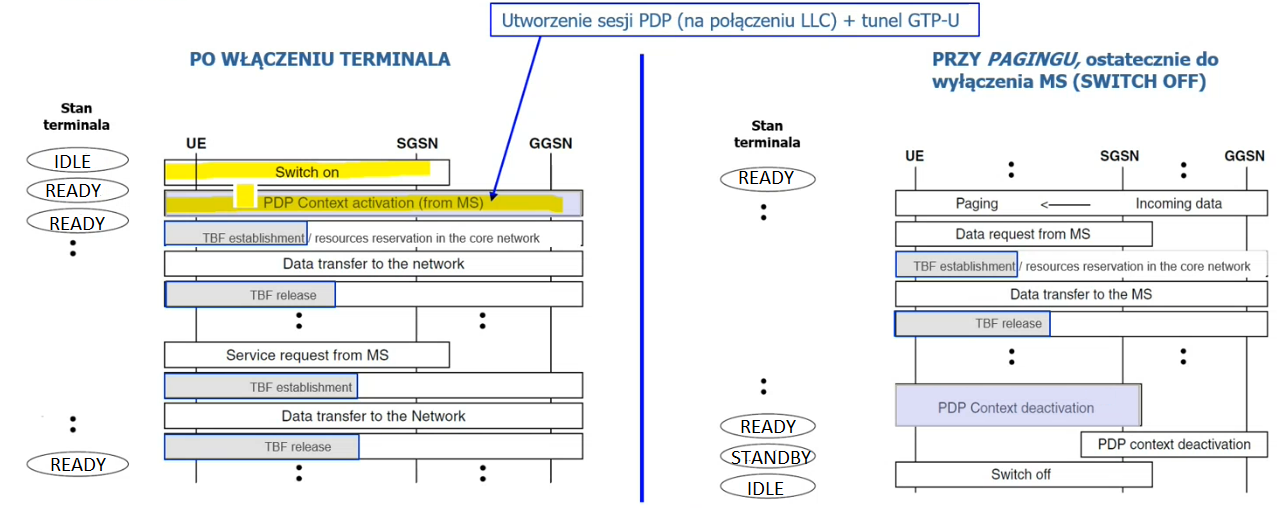 Utworzenie sesji PDP (na połączeniu LLC) + tunel GTP-U
PO WŁĄCZENIU TERMINALA
Stan
terminala
UE SGSN GGSN
IDLE
Switch on
READY
PDP Context activation (from MS)
READY
TBF establishment / resources reservation in the core network
Data transfer to the network
TBF release
Service request from MS
TBF establishment
Data transfer to the Network
TBF release
READY
PRZY PAGINGU, ostatecznie do
wyłączenia MS (SWITCH OFF)
Stan
terminala
UE SGSN GGSN
READY
Paging <—— Incoming data
Data request from MS
TBF establishment / resources reservation in the core network
Data transfer to the MS
TBF release
PDP Context deactivation
READY
PDP context deactivation
STANDBY
Switch off
IDLE